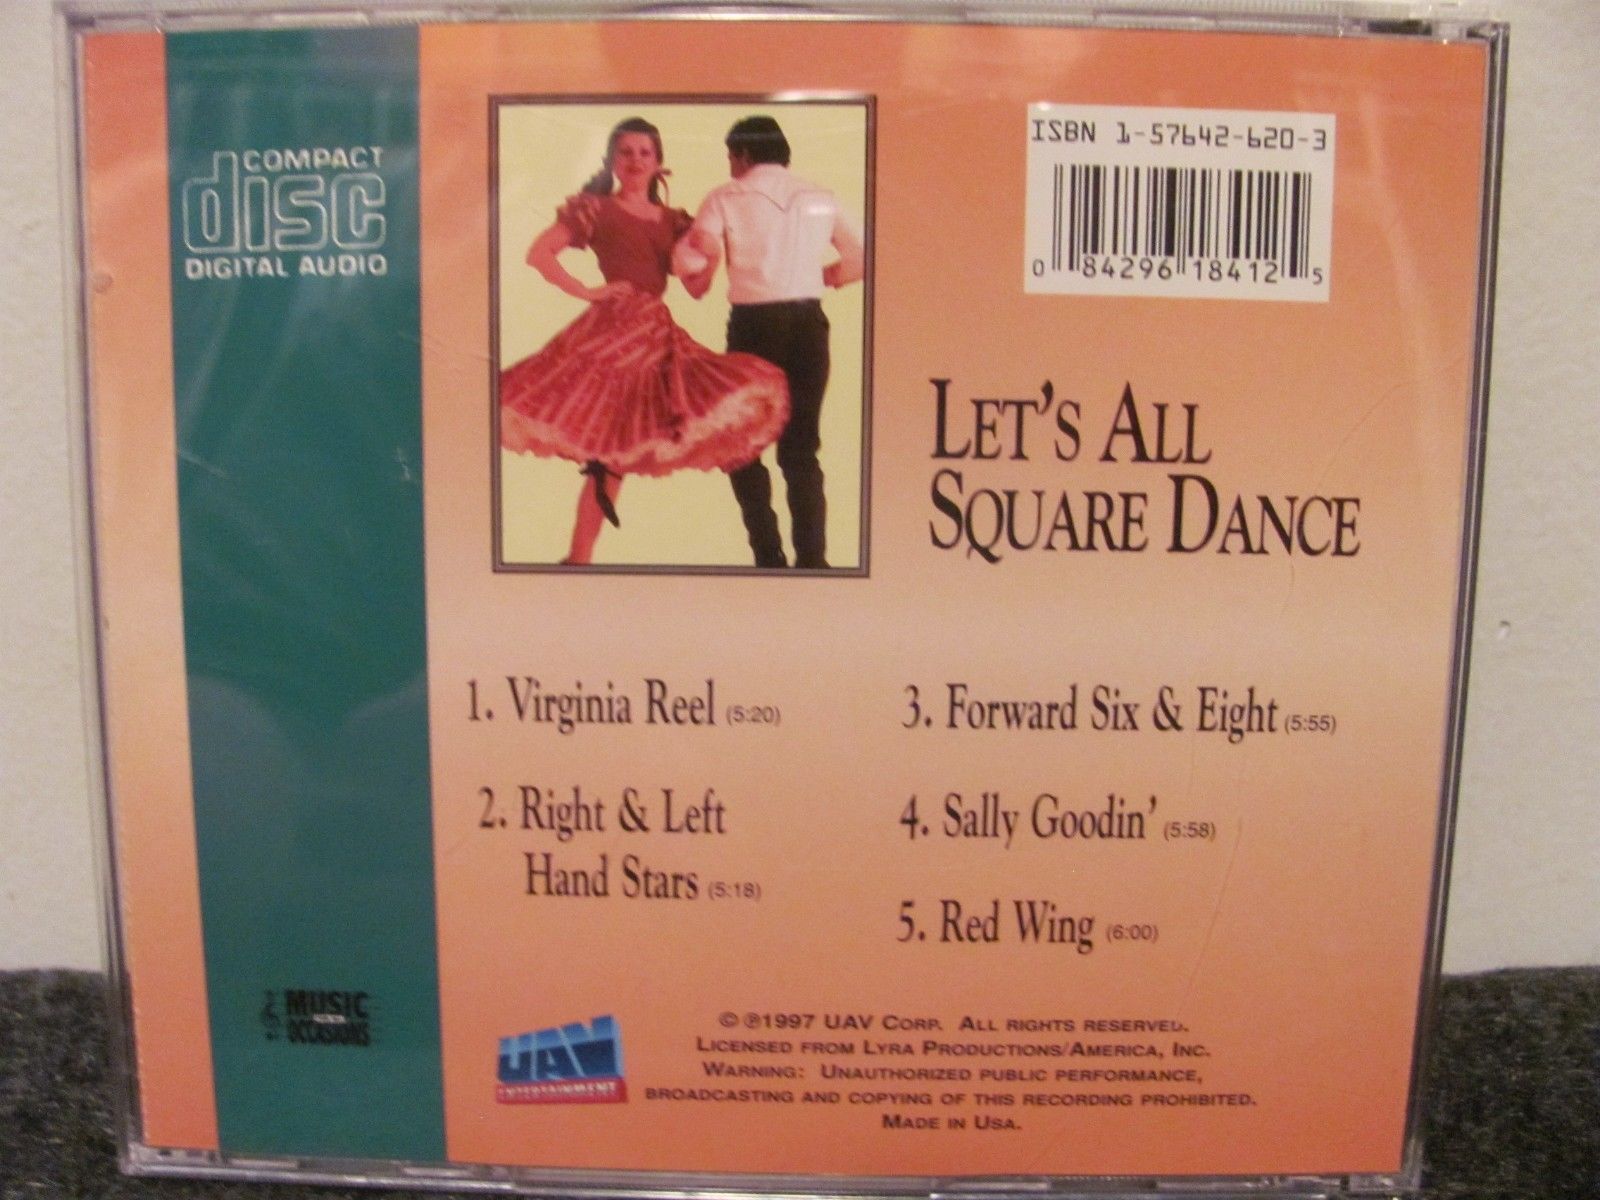 COMPACT
disc
DIGITAL AUDIO
ISBN 1-57642-620-3
0 84296 18412 5
LET'S ALL
SQUARE DANCE
1. Virginia Reel (5:20)
2. Right & Left
Hand Stars (5:18)
3. Forward Six & Eight (5:55)
4. Sally Goodin' (5:58)
5. Red Wing (6:00)
MUSIC
OCCASIONS
UAV
ENTERTAINMENT
© ℗1997 UAV CORP. ALL RIGHTS RESERVED.
LICENSED FROM LYRA PRODUCTIONS/AMERICA, INC.
WARNING: UNAUTHORIZED PUBLIC PERFORMANCE,
BROADCASTING AND COPYING OF THIS RECORDING PROHIBITED.
MADE IN USA.